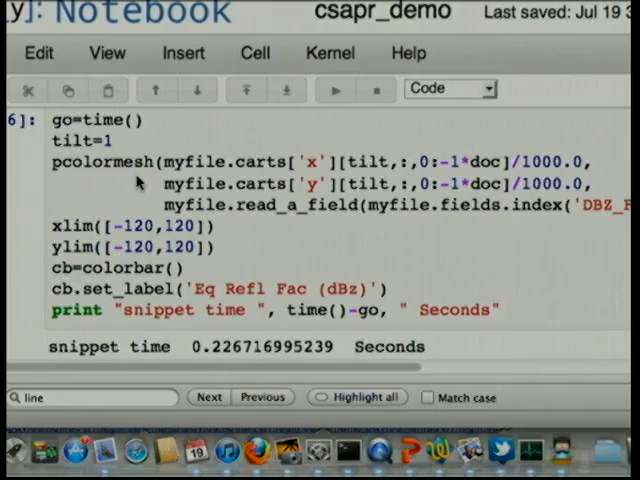 y]: Notebook csapr_demo Last saved: Jul 19 3
Edit View Insert Cell Kernel Help
Code
6]: go=time()
tilt=1
pcolormesh(myfile.carts['x'][tilt,:,0:-1*doc]/1000.0,
myfile.carts['y'][tilt,:,0:-1*doc]/1000.0,
myfile.read_a_field(myfile.fields.index('DBZ_F
xlim([-120,120])
ylim([-120,120])
cb=colorbar()
cb.set_label('Eq Refl Fac (dBz)')
print "snippet time ", time()-go, " Seconds"
snippet time 0.226716995239 Seconds
line Next Previous Highlight all Match case
19